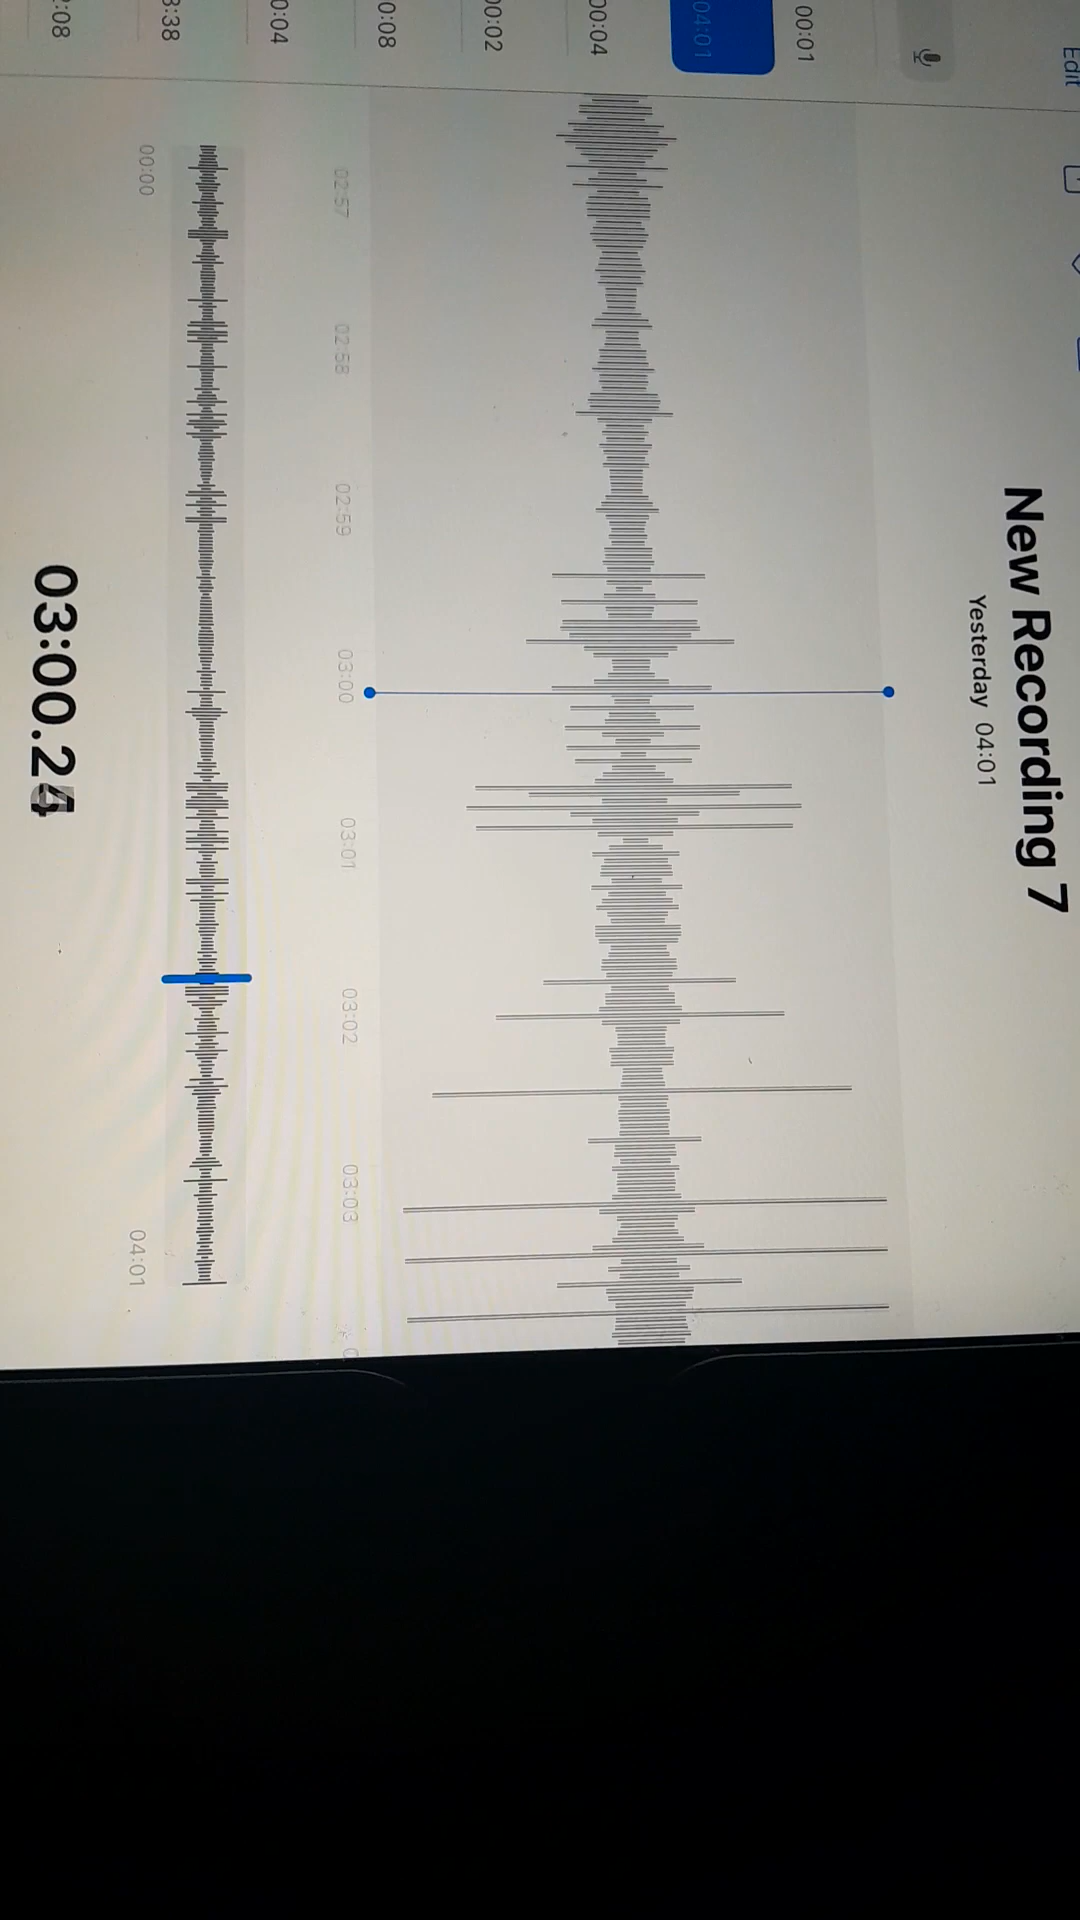 Edit
New Recording 7
Yesterday 04:01
00:01
04:01
00:04
00:02
0:08
0:04
3:38
:08
02:57 02:58 02:59 03:00 03:01 03:02 03:03
00:00 04:01
03:00.2